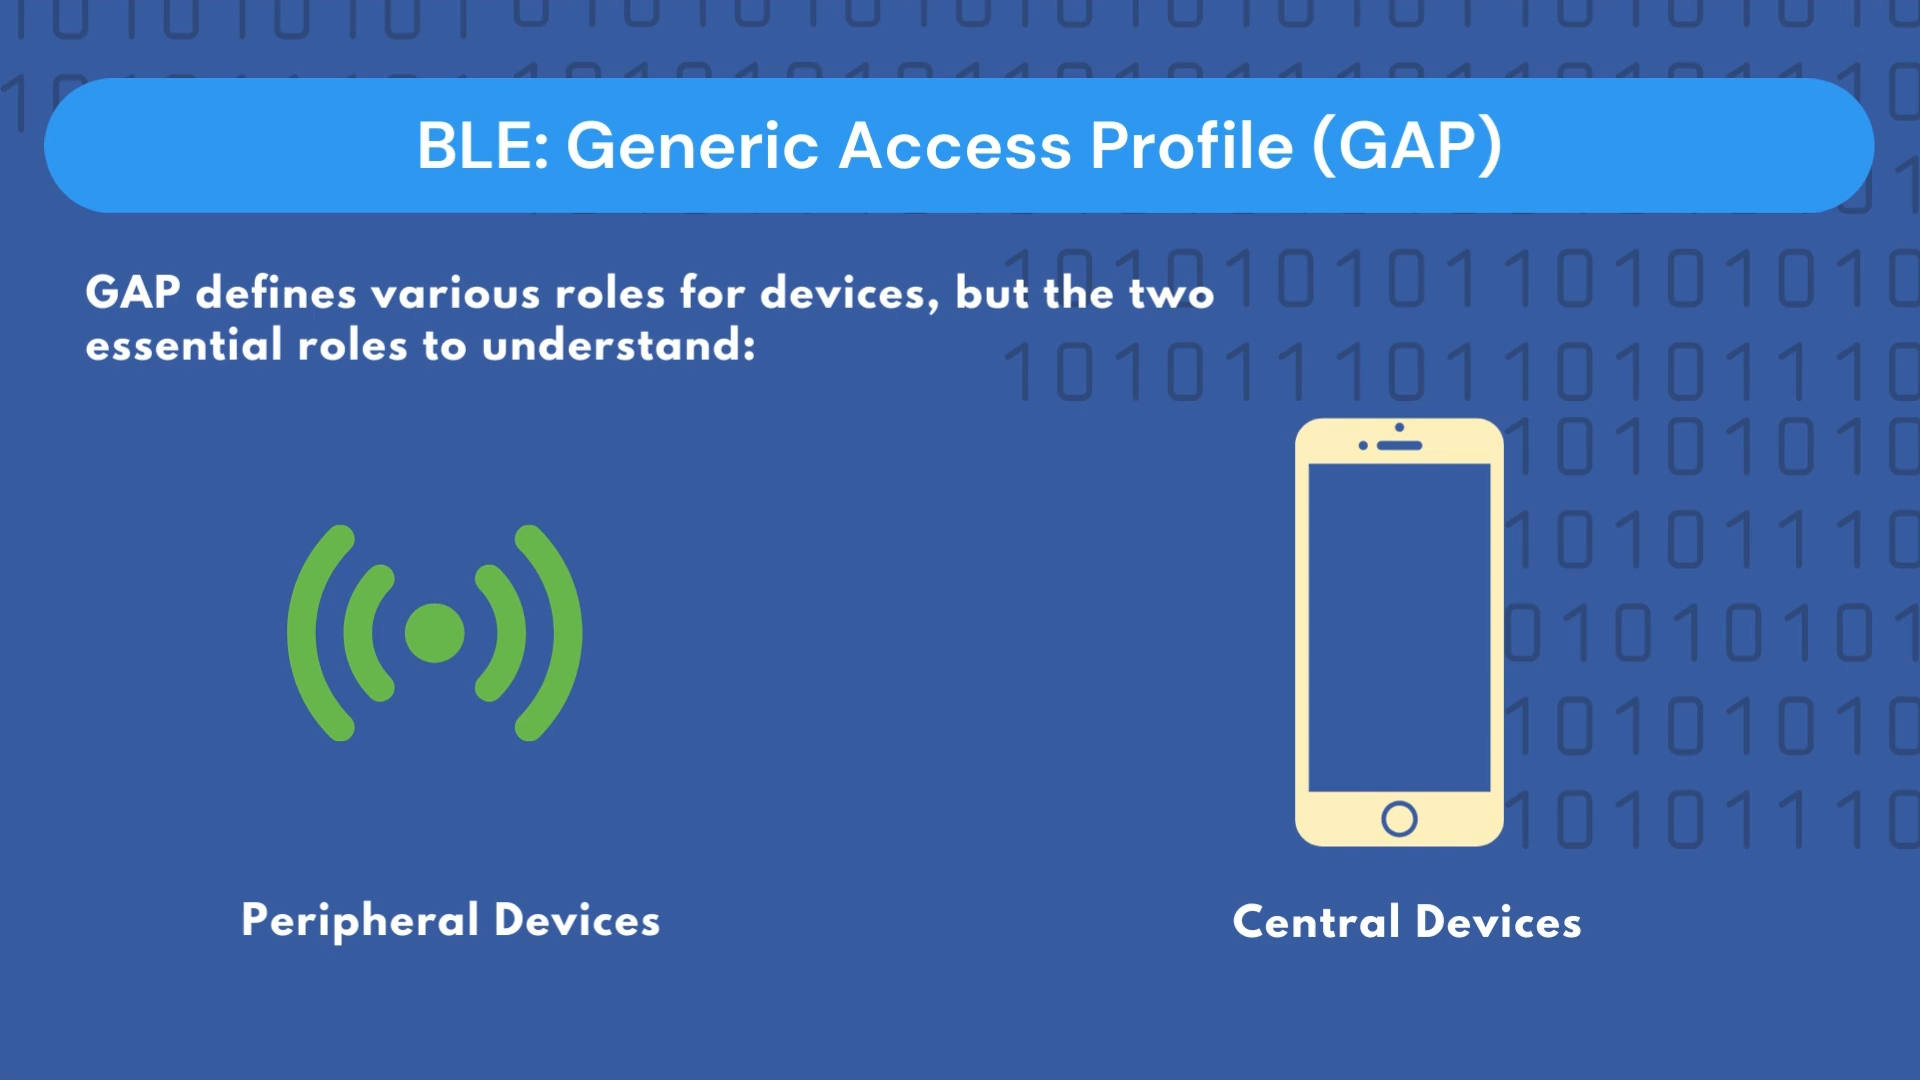 BLE: Generic Access Profile (GAP)
GAP defines various roles for devices, but the two
essential roles to understand:
Peripheral Devices
Central Devices